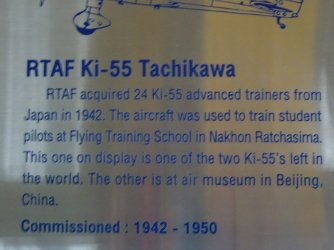 RTAF Ki-55 Tachikawa
RTAF acquired 24 Ki-55 advanced trainers from
Japan in 1942. The aircraft was used to train student
pilots at Flying Training School in Nakhon Ratchasima.
This one on display is one of the two Ki-55's left in
the world. The other is at air museum in Beijing,
China.
Commissioned : 1942 - 1950